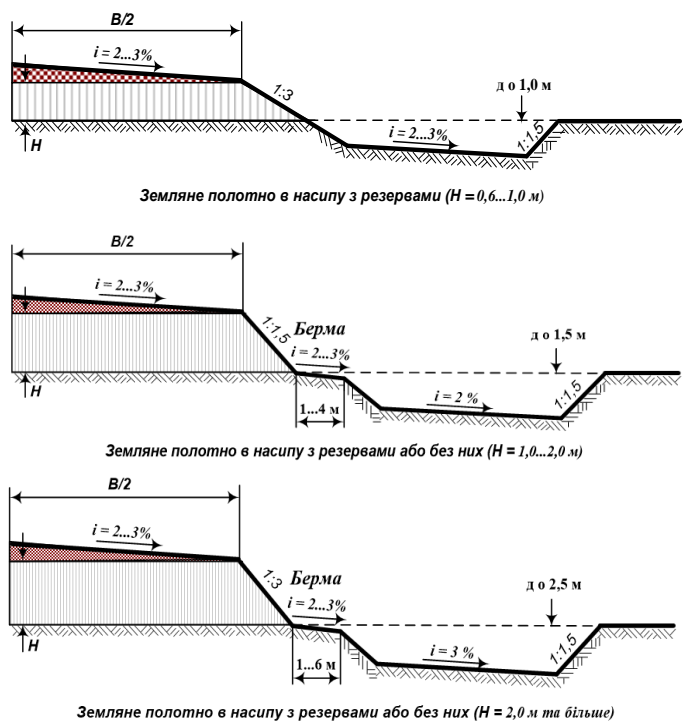 B/2
i = 2...3%
1:3
до 1,0 м
i = 2...3%
1:1,5
H
Земляне полотно в насипу з резервами (H = 0,6...1,0 м)
B/2
i = 2...3%
1:1,5
Берма
i = 2...3%
до 1,5 м
i = 2 %
1:1,5
H
1...4 м
Земляне полотно в насипу з резервами або без них (H = 1,0...2,0 м)
B/2
i = 2...3%
1:3
Берма
i = 2...3%
до 2,5 м
1:1,5
H
i = 3 %
1...6 м
Земляне полотно в насипу з резервами або без них (H = 2,0 м та більше)